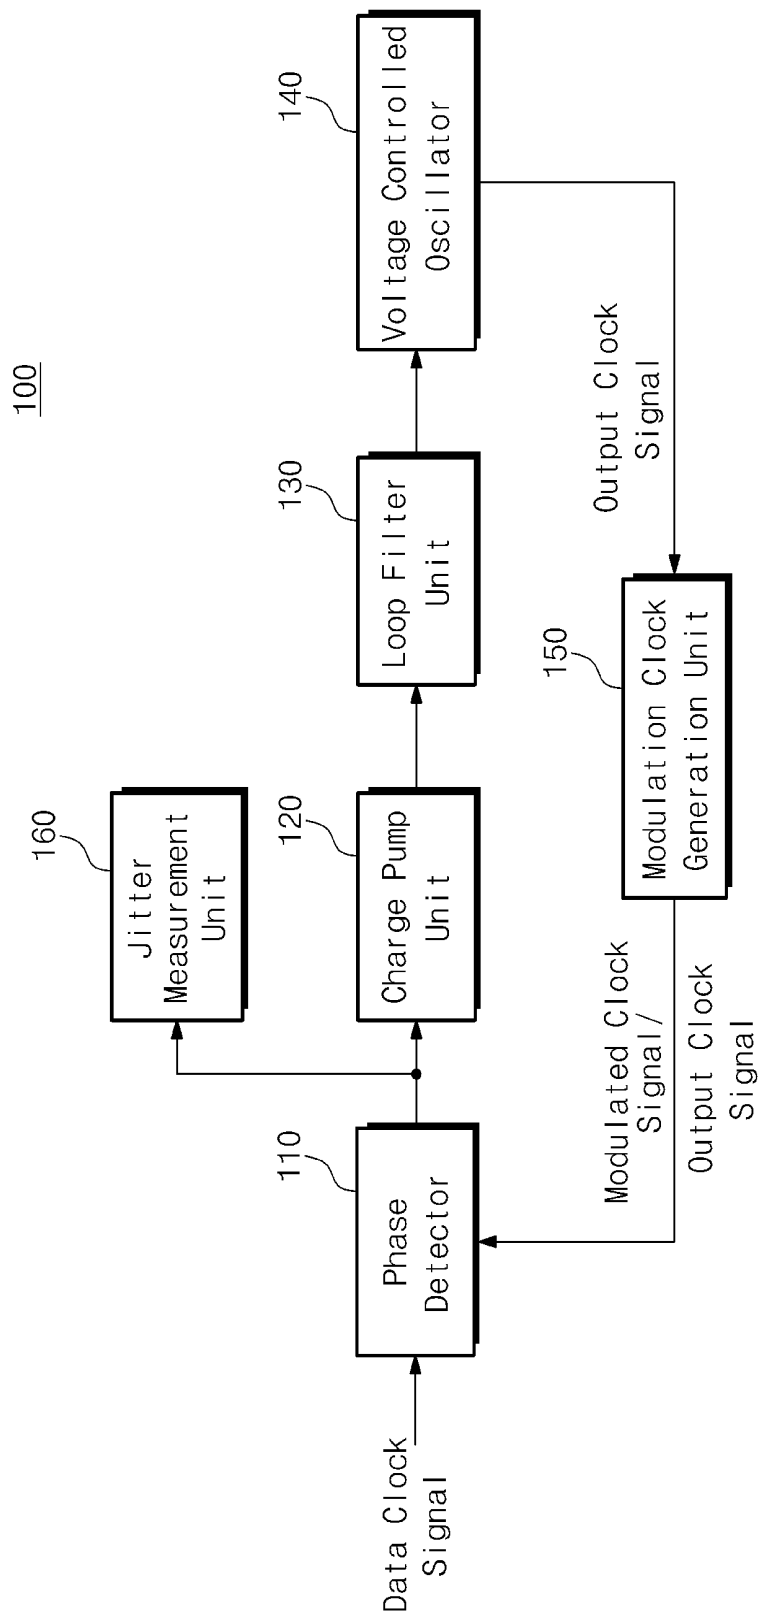 100
160
Jitter
Measurement
Unit
110
120
130
140
Data Clock
Signal
Phase
Detector
Charge Pump
Unit
Loop Filter
Unit
Voltage Controlled
Oscillator
150
Modulated Clock
Signal/
Output Clock
Signal
Modulation Clock
Generation Unit
Output Clock
Signal